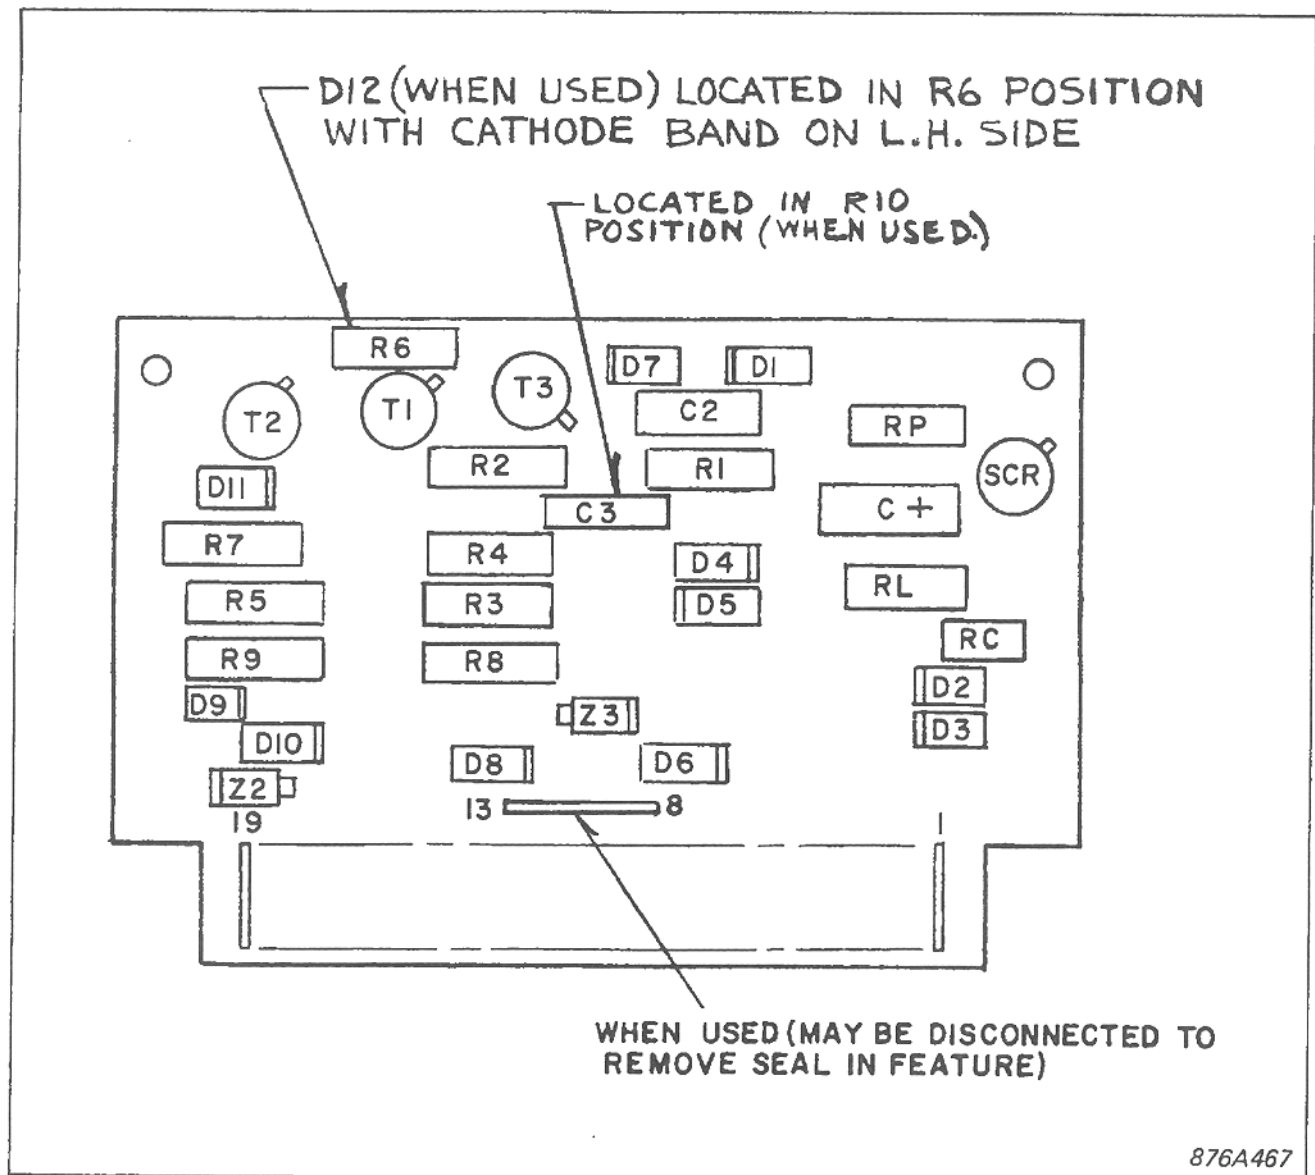 D12 (WHEN USED) LOCATED IN R6 POSITION
WITH CATHODE BAND ON L.H. SIDE
LOCATED IN R10
POSITION (WHEN USED.)
R6
D7
D1
T2
T1
T3
C2
RP
R2
R1
SCR
D11
C3
C +
R7
R4
D4
RL
R5
R3
D5
RC
R9
R8
D2
D9
Z3
D3
D10
D8
D6
Z2
19
13
8
1
WHEN USED (MAY BE DISCONNECTED TO
REMOVE SEAL IN FEATURE)
876A467